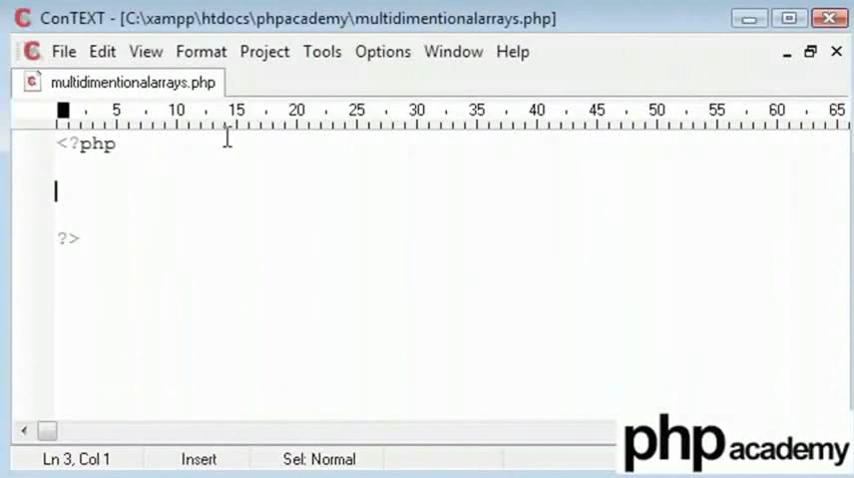 ConTEXT - [C:\xampp\htdocs\phpacademy\multidimentionalarrays.php]
File Edit View Format Project Tools Options Window Help
multidimentionalarrays.php
5 10 15 20 25 30 35 40 45 50 55 60 65
<?php
?>
php academy
Ln 3, Col 1 Insert Sel: Normal